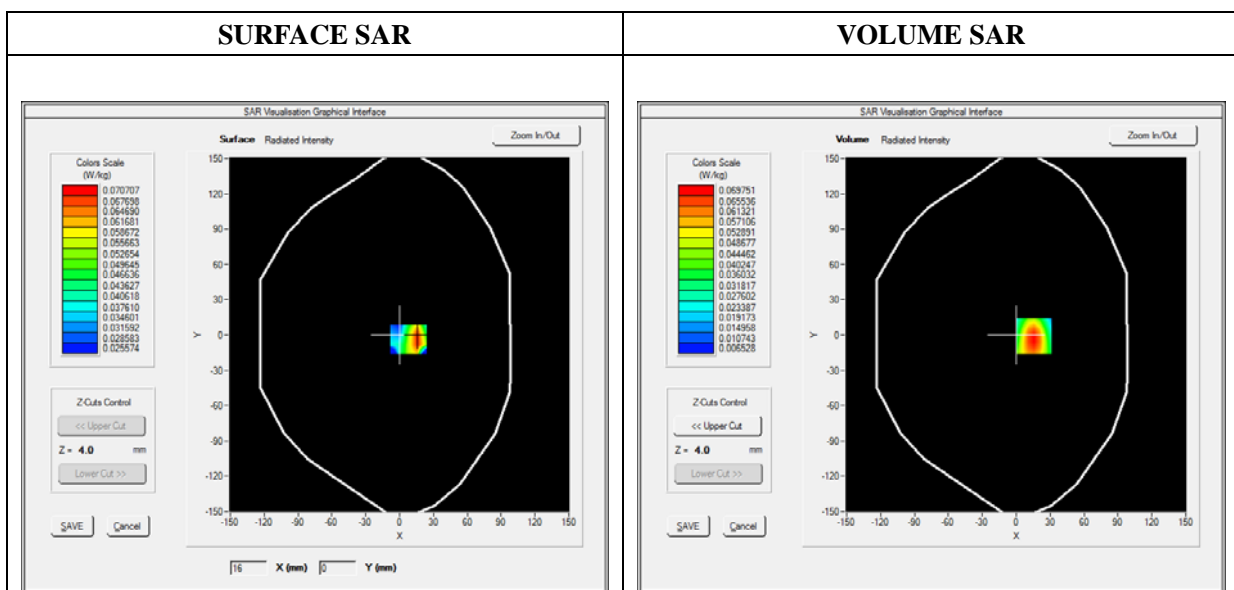 SURFACE SAR
VOLUME SAR
SAR Visualisation Graphical Interface
Surface Radiated Intensity
Zoom In/Out
Colors Scale
(W/kg)
0.070707
0.067698
0.064690
0.061681
0.058672
0.055663
0.052654
0.049645
0.046636
0.043627
0.040618
0.037610
0.034601
0.031592
0.028583
0.025574
Z-Cuts Control
<< Upper Cut
Z = 4.0 mm
Lower Cut >>
SAVE Cancel
150
120
90
60
30
0
-30
-60
-90
-120
-150
Y
-150 -120 -90 -60 -30 0 30 60 90 120 150
X
16 X (mm) 0 Y (mm)
SAR Visualisation Graphical Interface
Volume Radiated Intensity
Zoom In/Out
Colors Scale
(W/kg)
0.069751
0.065536
0.061321
0.057106
0.052891
0.048677
0.044462
0.040247
0.036032
0.031817
0.027602
0.023387
0.019173
0.014958
0.010743
0.006528
Z-Cuts Control
<< Upper Cut
Z = 4.0 mm
Lower Cut >>
SAVE Cancel
150
120
90
60
30
0
-30
-60
-90
-120
-150
Y
-150 -120 -90 -60 -30 0 30 60 90 120 150
X